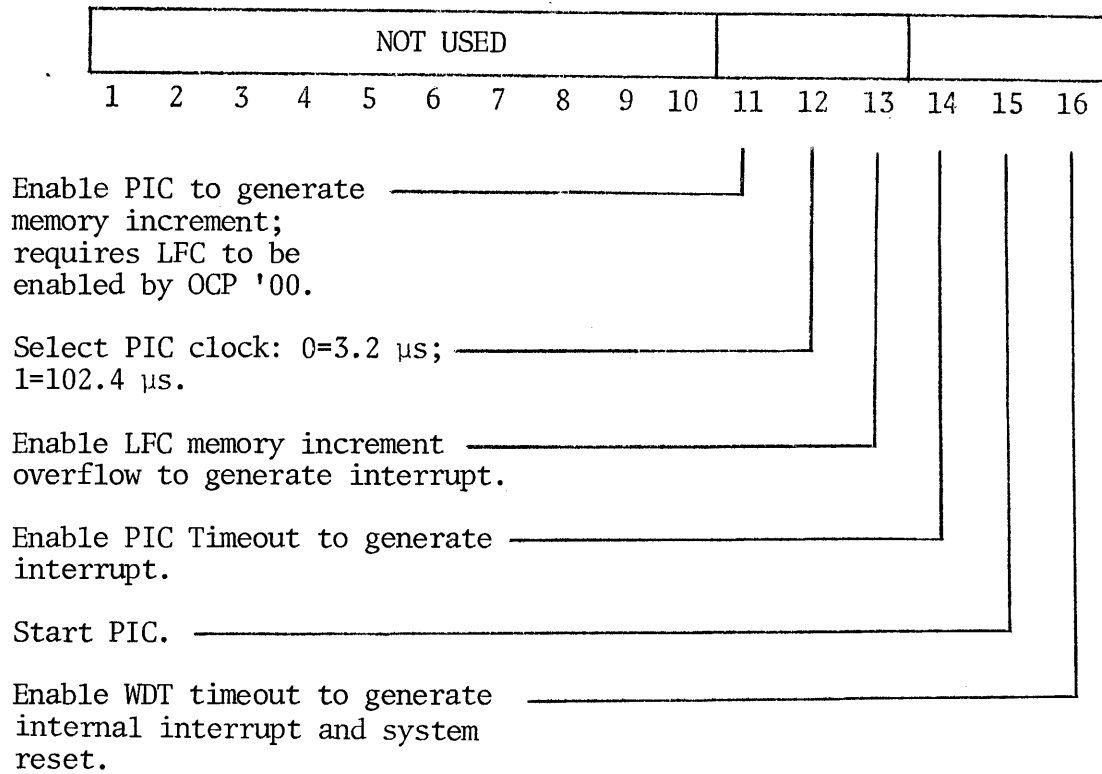 NOT USED
1 2 3 4 5 6 7 8 9 10 11 12 13 14 15 16
Enable PIC to generate
memory increment;
requires LFC to be
enabled by OCP '00.
Select PIC clock: 0=3.2 µs;
1=102.4 µs.
Enable LFC memory increment
overflow to generate interrupt.
Enable PIC Timeout to generate
interrupt.
Start PIC.
Enable WDT timeout to generate
internal interrupt and system
reset.